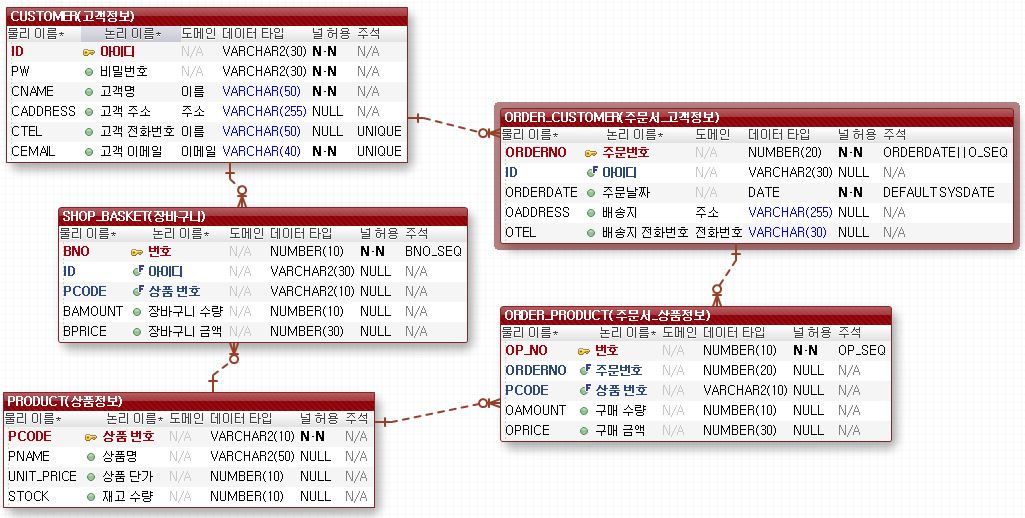 CUSTOMER(고객정보)
물리 이름* 논리 이름* 도메인 데이터 타입 널 허용 주석
ID 아이디 N/A VARCHAR2(30) N·N N/A
PW 비밀번호 N/A VARCHAR2(30) N·N N/A
CNAME 고객명 이름 VARCHAR(50) N·N N/A
CADDRESS 고객 주소 주소 VARCHAR(255) NULL N/A
CTEL 고객 전화번호 이름 VARCHAR(50) NULL UNIQUE
CEMAIL 고객 이메일 이메일 VARCHAR(40) N·N UNIQUE
ORDER_CUSTOMER(주문서_고객정보)
물리 이름* 논리 이름* 도메인 데이터 타입 널 허용 주석
ORDERNO 주문번호 N/A NUMBER(20) N·N ORDERDATE||O_SEQ
ID F 아이디 N/A VARCHAR2(30) NULL N/A
ORDERDATE 주문날짜 N/A DATE N·N DEFAULT SYSDATE
OADDRESS 배송지 주소 VARCHAR(255) NULL N/A
OTEL 배송지 전화번호 전화번호 VARCHAR(30) NULL N/A
SHOP_BASKET(장바구니)
물리 이름* 논리 이름* 도메인 데이터 타입 널 허용 주석
BNO 번호 N/A NUMBER(10) N·N BNO_SEQ
ID F 아이디 N/A VARCHAR2(30) NULL N/A
PCODE F 상품 번호 N/A VARCHAR2(10) NULL N/A
BAMOUNT 장바구니 수량 N/A NUMBER(10) NULL N/A
BPRICE 장바구니 금액 N/A NUMBER(30) NULL N/A
ORDER_PRODUCT(주문서_상품정보)
물리 이름* 논리 이름* 도메인 데이터 타입 널 허용 주석
OP_NO 번호 N/A NUMBER(10) N·N OP_SEQ
ORDERNO F 주문번호 N/A NUMBER(20) NULL N/A
PCODE F 상품 번호 N/A VARCHAR2(10) NULL N/A
OAMOUNT 구매 수량 N/A NUMBER(10) NULL N/A
OPRICE 구매 금액 N/A NUMBER(30) NULL N/A
PRODUCT(상품정보)
물리 이름* 논리 이름* 도메인 데이터 타입 널 허용 주석
PCODE 상품 번호 N/A VARCHAR2(10) N·N N/A
PNAME 상품명 N/A VARCHAR2(50) NULL N/A
UNIT_PRICE 상품 단가 N/A NUMBER(10) NULL N/A
STOCK 재고 수량 N/A NUMBER(10) NULL N/A